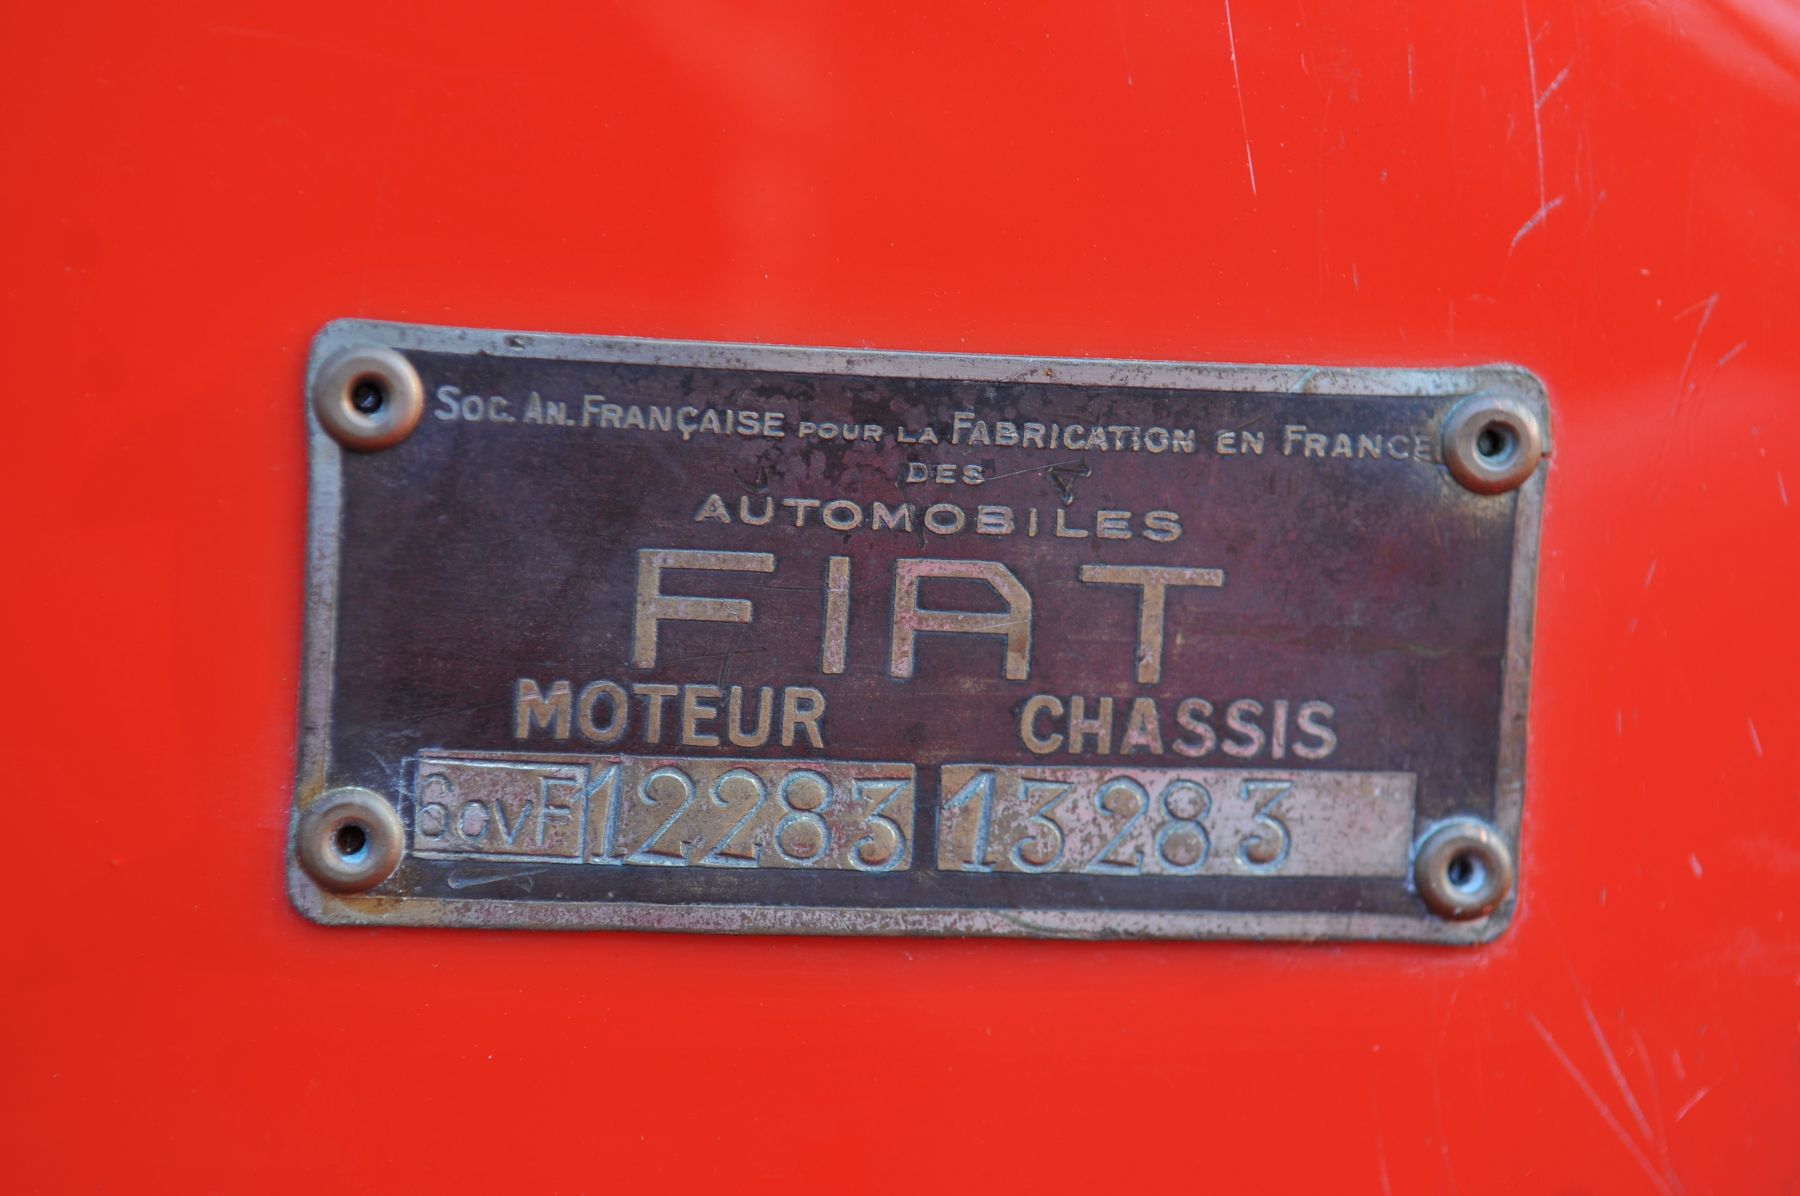 Soc. An. Française pour la Fabrication en France
DES
AUTOMOBILES
FIAT
MOTEUR CHASSIS
6CVF 12283 13283